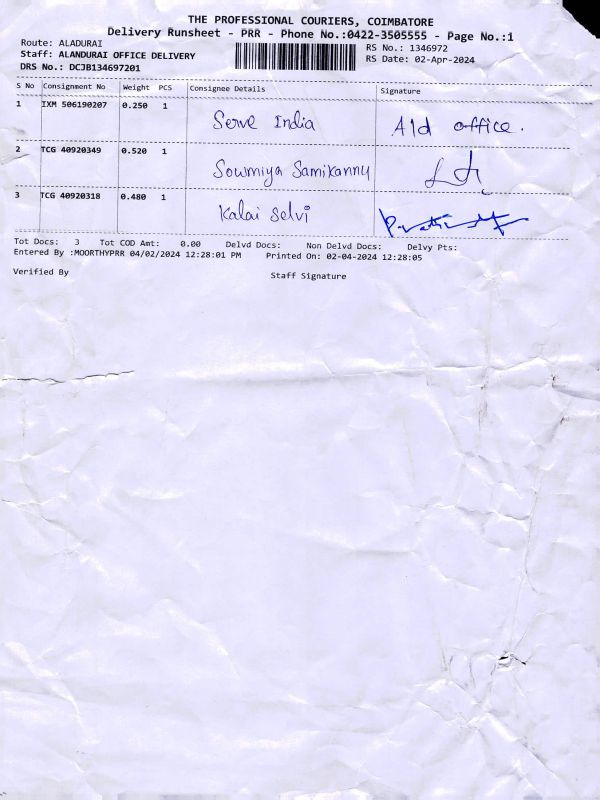 THE PROFESSIONAL COURIERS, COIMBATORE
Delivery Runsheet - PRR - Phone No.:0422-3505555 - Page No.:1
Route: ALADURAI
RS No.: 1346972
Staff: ALANDURAI OFFICE DELIVERY
RS Date: 02-Apr-2024
DRS No.: DCJB134697201
S No Consignment No Weight PCS Consignee Details Signature
1 IXM 506190207 0.250 1 Serve India Ald office.
2 TCG 40920349 0.520 1 Sowmiya Samikannu
3 TCG 40920318 0.480 1 Kalai Selvi
Tot Docs: 3 Tot COD Amt: 0.00 Delvd Docs: Non Delvd Docs: Delvy Pts:
Entered By :MOORTHYPRR 04/02/2024 12:28:01 PM Printed On: 02-04-2024 12:28:05
Verified By Staff Signature